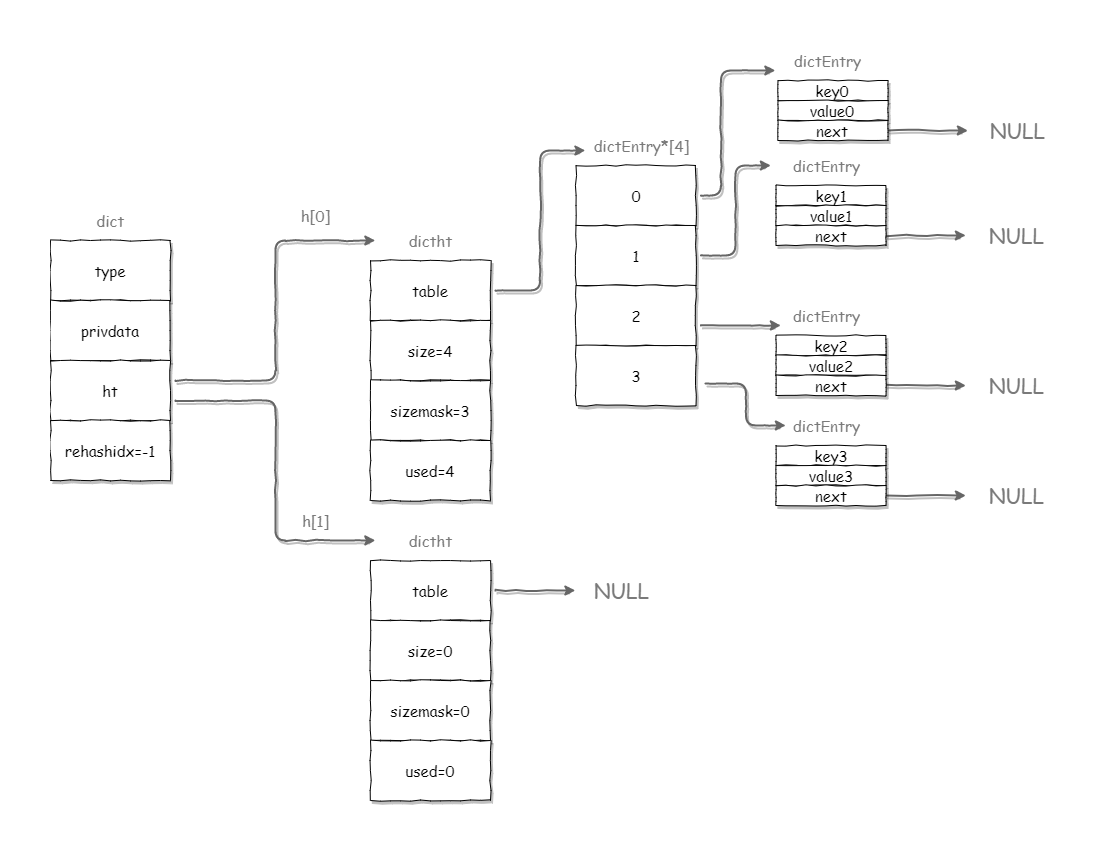 dict
type
privdata
ht
rehashidx=-1
h[0]
dictht
table
size=4
sizemask=3
used=4
h[1]
dictht
table
size=0
sizemask=0
used=0
NULL
dictEntry*[4]
0
1
2
3
dictEntry
key0
value0
next
NULL
dictEntry
key1
value1
next
NULL
dictEntry
key2
value2
next
NULL
dictEntry
key3
value3
next
NULL